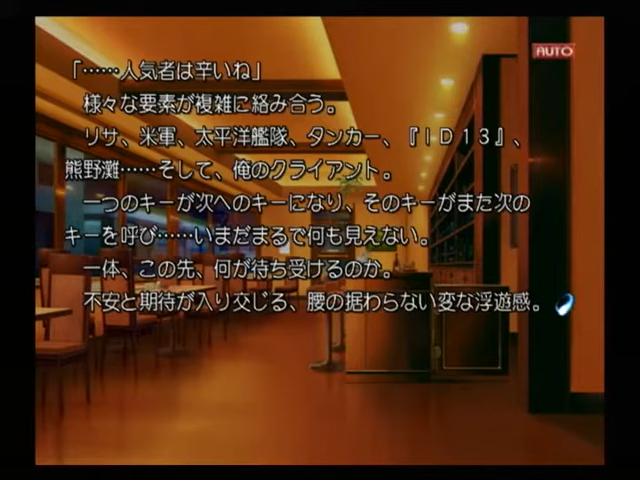 AUTO
「……人気者は辛いね」
様々な要素が複雑に絡み合う。
リサ、米軍、太平洋艦隊、タンカー、『ＩＤ１３』、
熊野灘……そして、俺のクライアント。
一つのキーが次へのキーになり、そのキーがまた次の
キーを呼び……いまだまるで何も見えない。
一体、この先、何が待ち受けるのか。
不安と期待が入り交じる、腰の据わらない変な浮遊感。